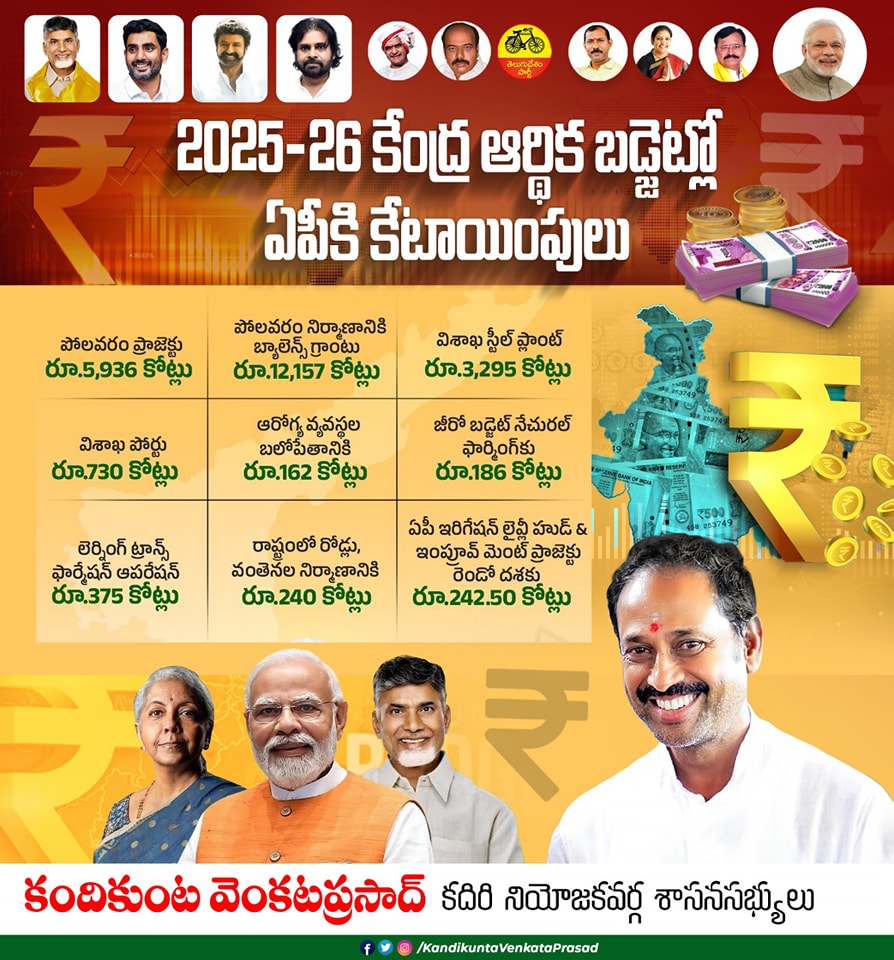 తెలుగుదేశం
పార్టీ
2025-26 కేంద్ర ఆర్థిక బడ్జెట్లో
ఏపీకి కేటాయింపులు
పోలవరం ప్రాజెక్టు
రూ.5,936 కోట్లు
పోలవరం నిర్మాణానికి
బ్యాలెన్స్ గ్రాంటు
రూ.12,157 కోట్లు
విశాఖ స్టీల్ ప్లాంట్
రూ.3,295 కోట్లు
విశాఖ పోర్టు
రూ.730 కోట్లు
ఆరోగ్య వ్యవస్థల
బలోపేతానికి
రూ.162 కోట్లు
జీరో బడ్జెట్ నేచురల్
ఫార్మింగ్‌కు
రూ.186 కోట్లు
లెర్నింగ్ ట్రాన్స్
ఫార్మేషన్ ఆపరేషన్
రూ.375 కోట్లు
రాష్ట్రంలో రోడ్లు,
వంతెనల నిర్మాణానికి
రూ.240 కోట్లు
ఏపీ ఇరిగేషన్ లైవ్లీ హుడ్ &
ఇంప్రూవ్ మెంట్ ప్రాజెక్టు
రెండో దశకు
రూ.242.50 కోట్లు
కందికుంట వెంకటప్రసాద్ కదిరి నియోజకవర్గ శాసనసభ్యులు
/KandikuntaVenkataPrasad